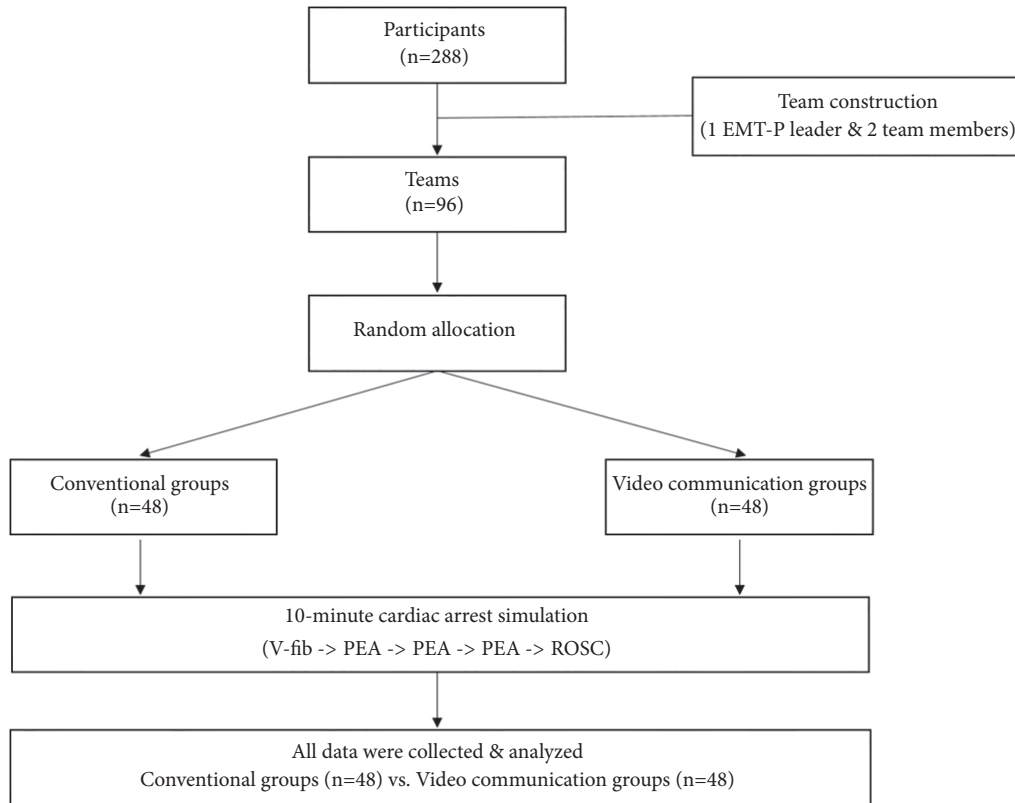 Participants
(n=288)
Team construction
(1 EMT-P leader & 2 team members)
Teams
(n=96)
Random allocation
Conventional groups
(n=48)
Video communication groups
(n=48)
10-minute cardiac arrest simulation
(V-fib -> PEA -> PEA -> PEA -> ROSC)
All data were collected & analyzed
Conventional groups (n=48) vs. Video communication groups (n=48)